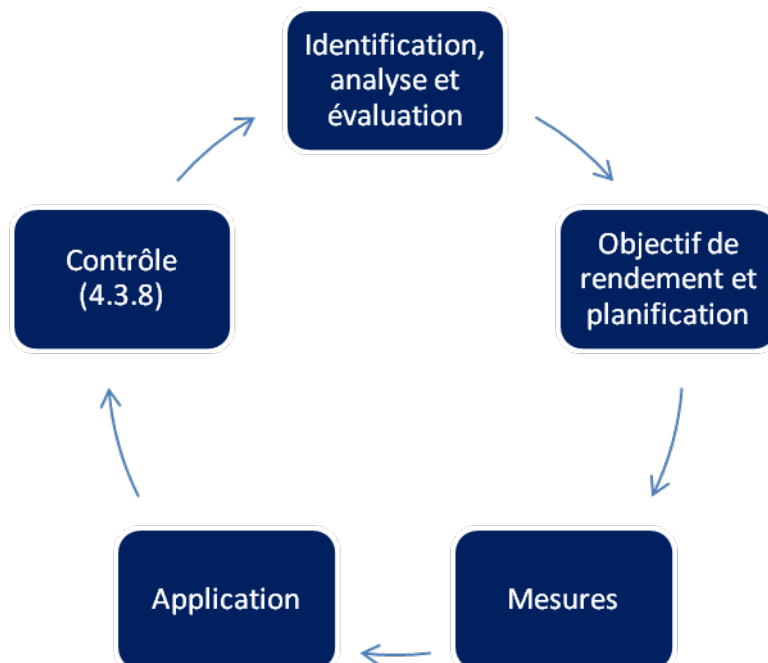 Identification,
analyse et
évaluation
Objectif de
rendement et
planification
Mesures
Application
Contrôle
(4.3.8)